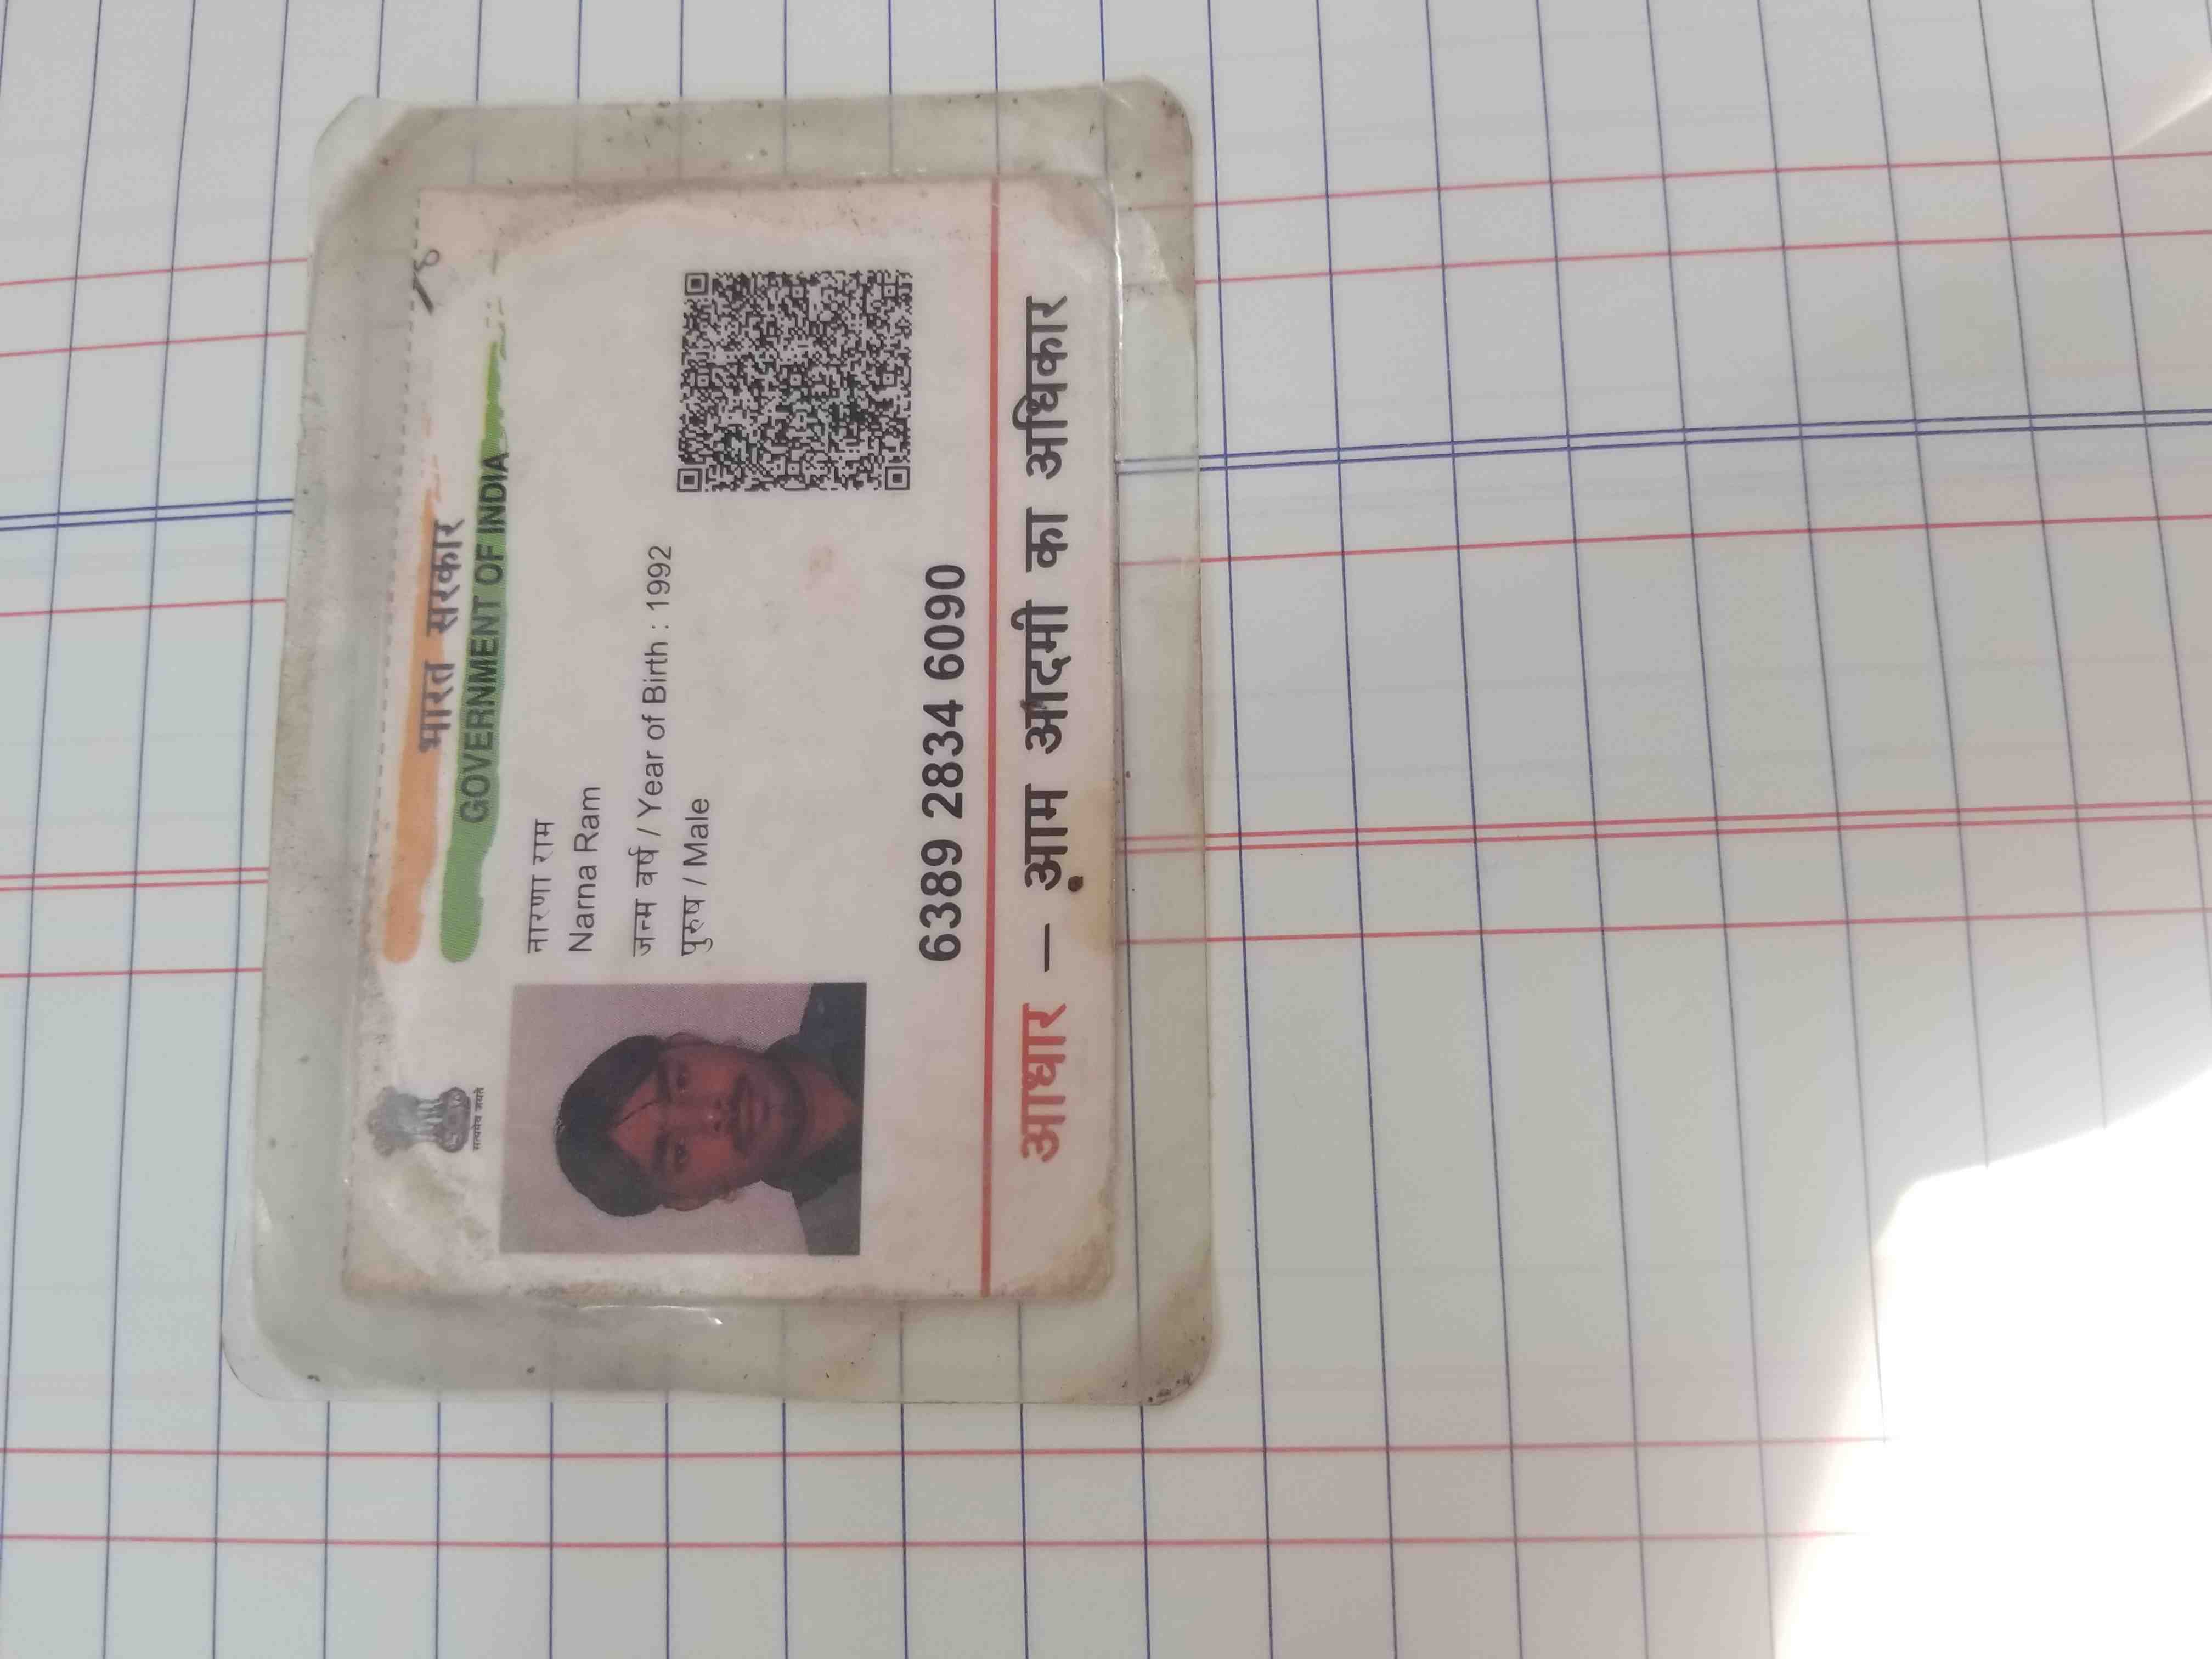 भारत सरकार
GOVERNMENT OF INDIA
सत्यमेव जयते
नारणा राम
Narna Ram
जन्म वर्ष / Year of Birth : 1992
पुरुष / Male
6389 2834 6090
आधार – आम आदमी का अधिकार